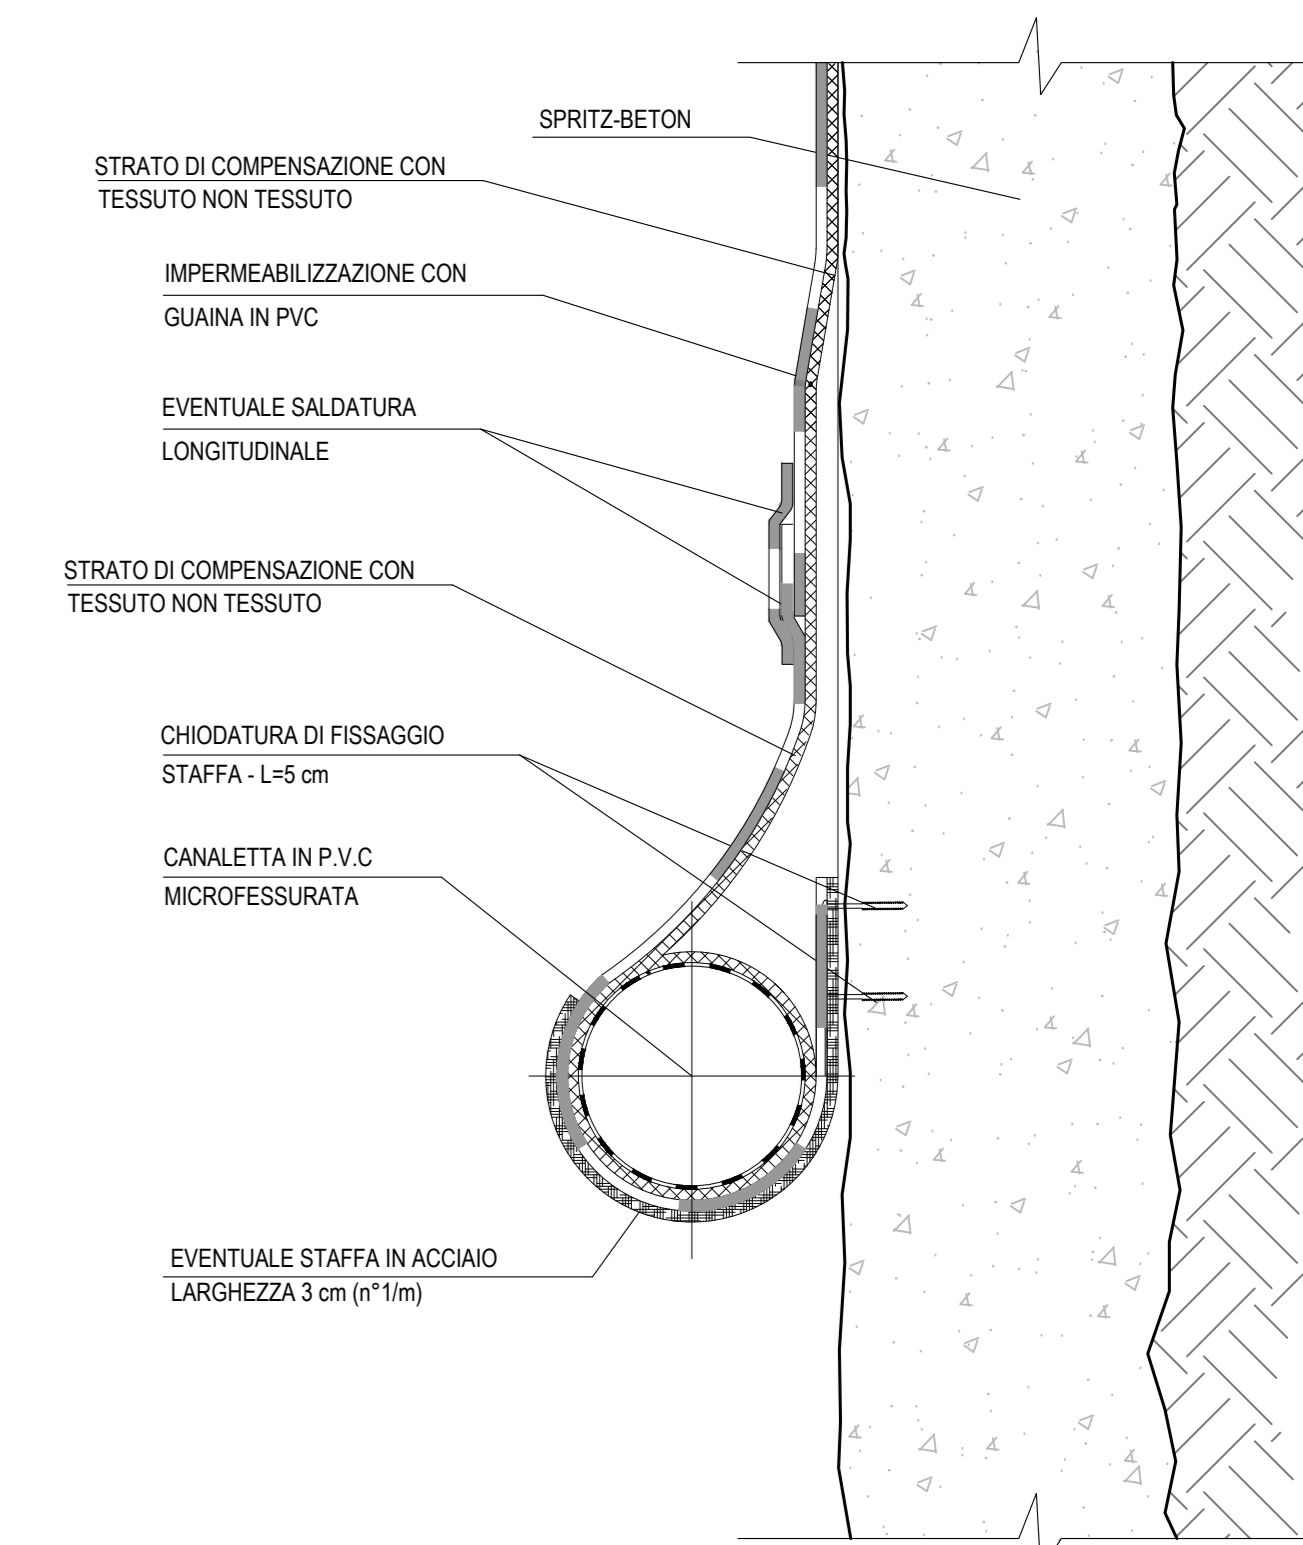 SPRITZ-BETON
STRATO DI COMPENSAZIONE CON
TESSUTO NON TESSUTO
IMPERMEABILIZZAZIONE CON
GUAINA IN PVC
EVENTUALE SALDATURA
LONGITUDINALE
STRATO DI COMPENSAZIONE CON
TESSUTO NON TESSUTO
CHIODATURA DI FISSAGGIO
STAFFA - L=5 cm
CANALETTA IN P.V.C
MICROFESSURATA
EVENTUALE STAFFA IN ACCIAIO
LARGHEZZA 3 cm (n°1/m)